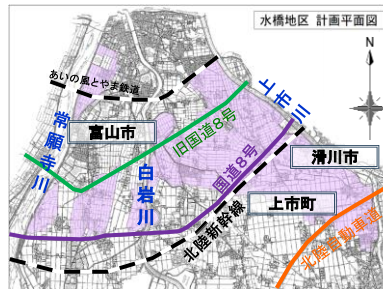 水橋地区 計画平面図
N
あいの風とやま鉄道
上市川
常願寺川
富山市
旧国道8号
滑川市
白岩川
国道8号
上市町
北陸新幹線
北陸自動車道